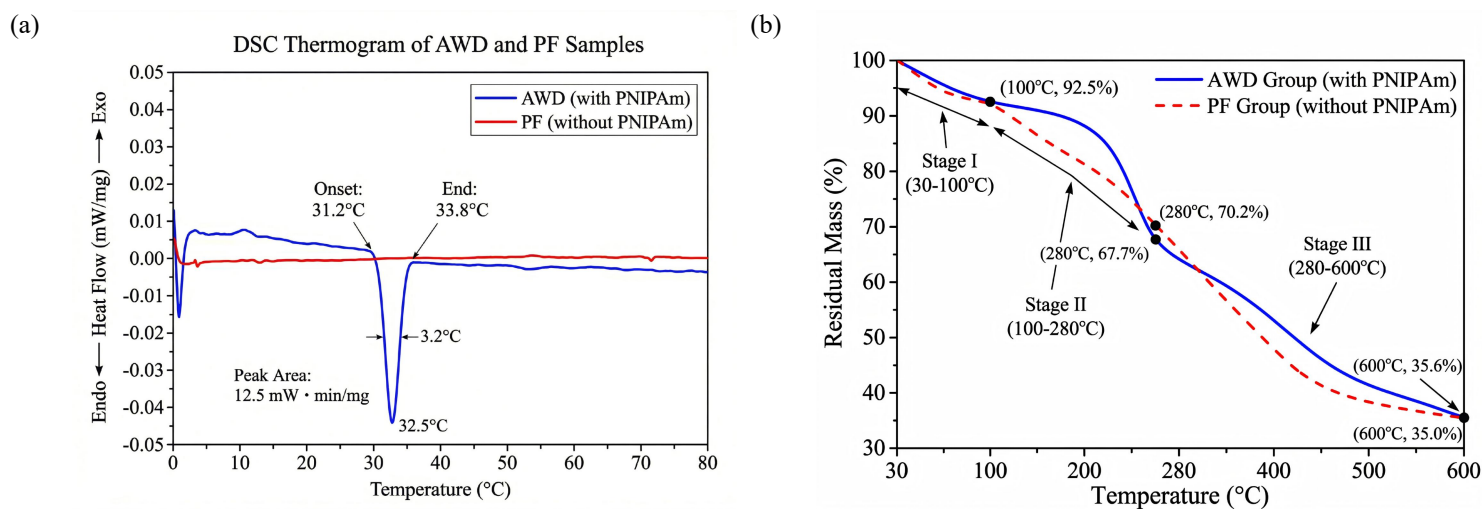 (a)
DSC Thermogram of AWD and PF Samples
0.05
0.04
0.03
0.02
0.01
0.00
-0.01
-0.02
-0.03
-0.04
-0.05
Endo ← Heat Flow (mW/mg) → Exo
AWD (with PNIPAm)
PF (without PNIPAm)
Onset:
31.2°C
End:
33.8°C
3.2°C
Peak Area:
12.5 mW・min/mg
32.5°C
0 10 20 30 40 50 60 70 80
Temperature (°C)
(b)
100
90
80
70
60
50
40
30
Residual Mass (%)
AWD Group (with PNIPAm)
PF Group (without PNIPAm)
(100°C, 92.5%)
Stage I
(30-100°C)
(280°C, 70.2%)
(280°C, 67.7%)
Stage II
(100-280°C)
Stage III
(280-600°C)
(600°C, 35.6%)
(600°C, 35.0%)
30 100 200 280 400 500 600
Temperature (°C)